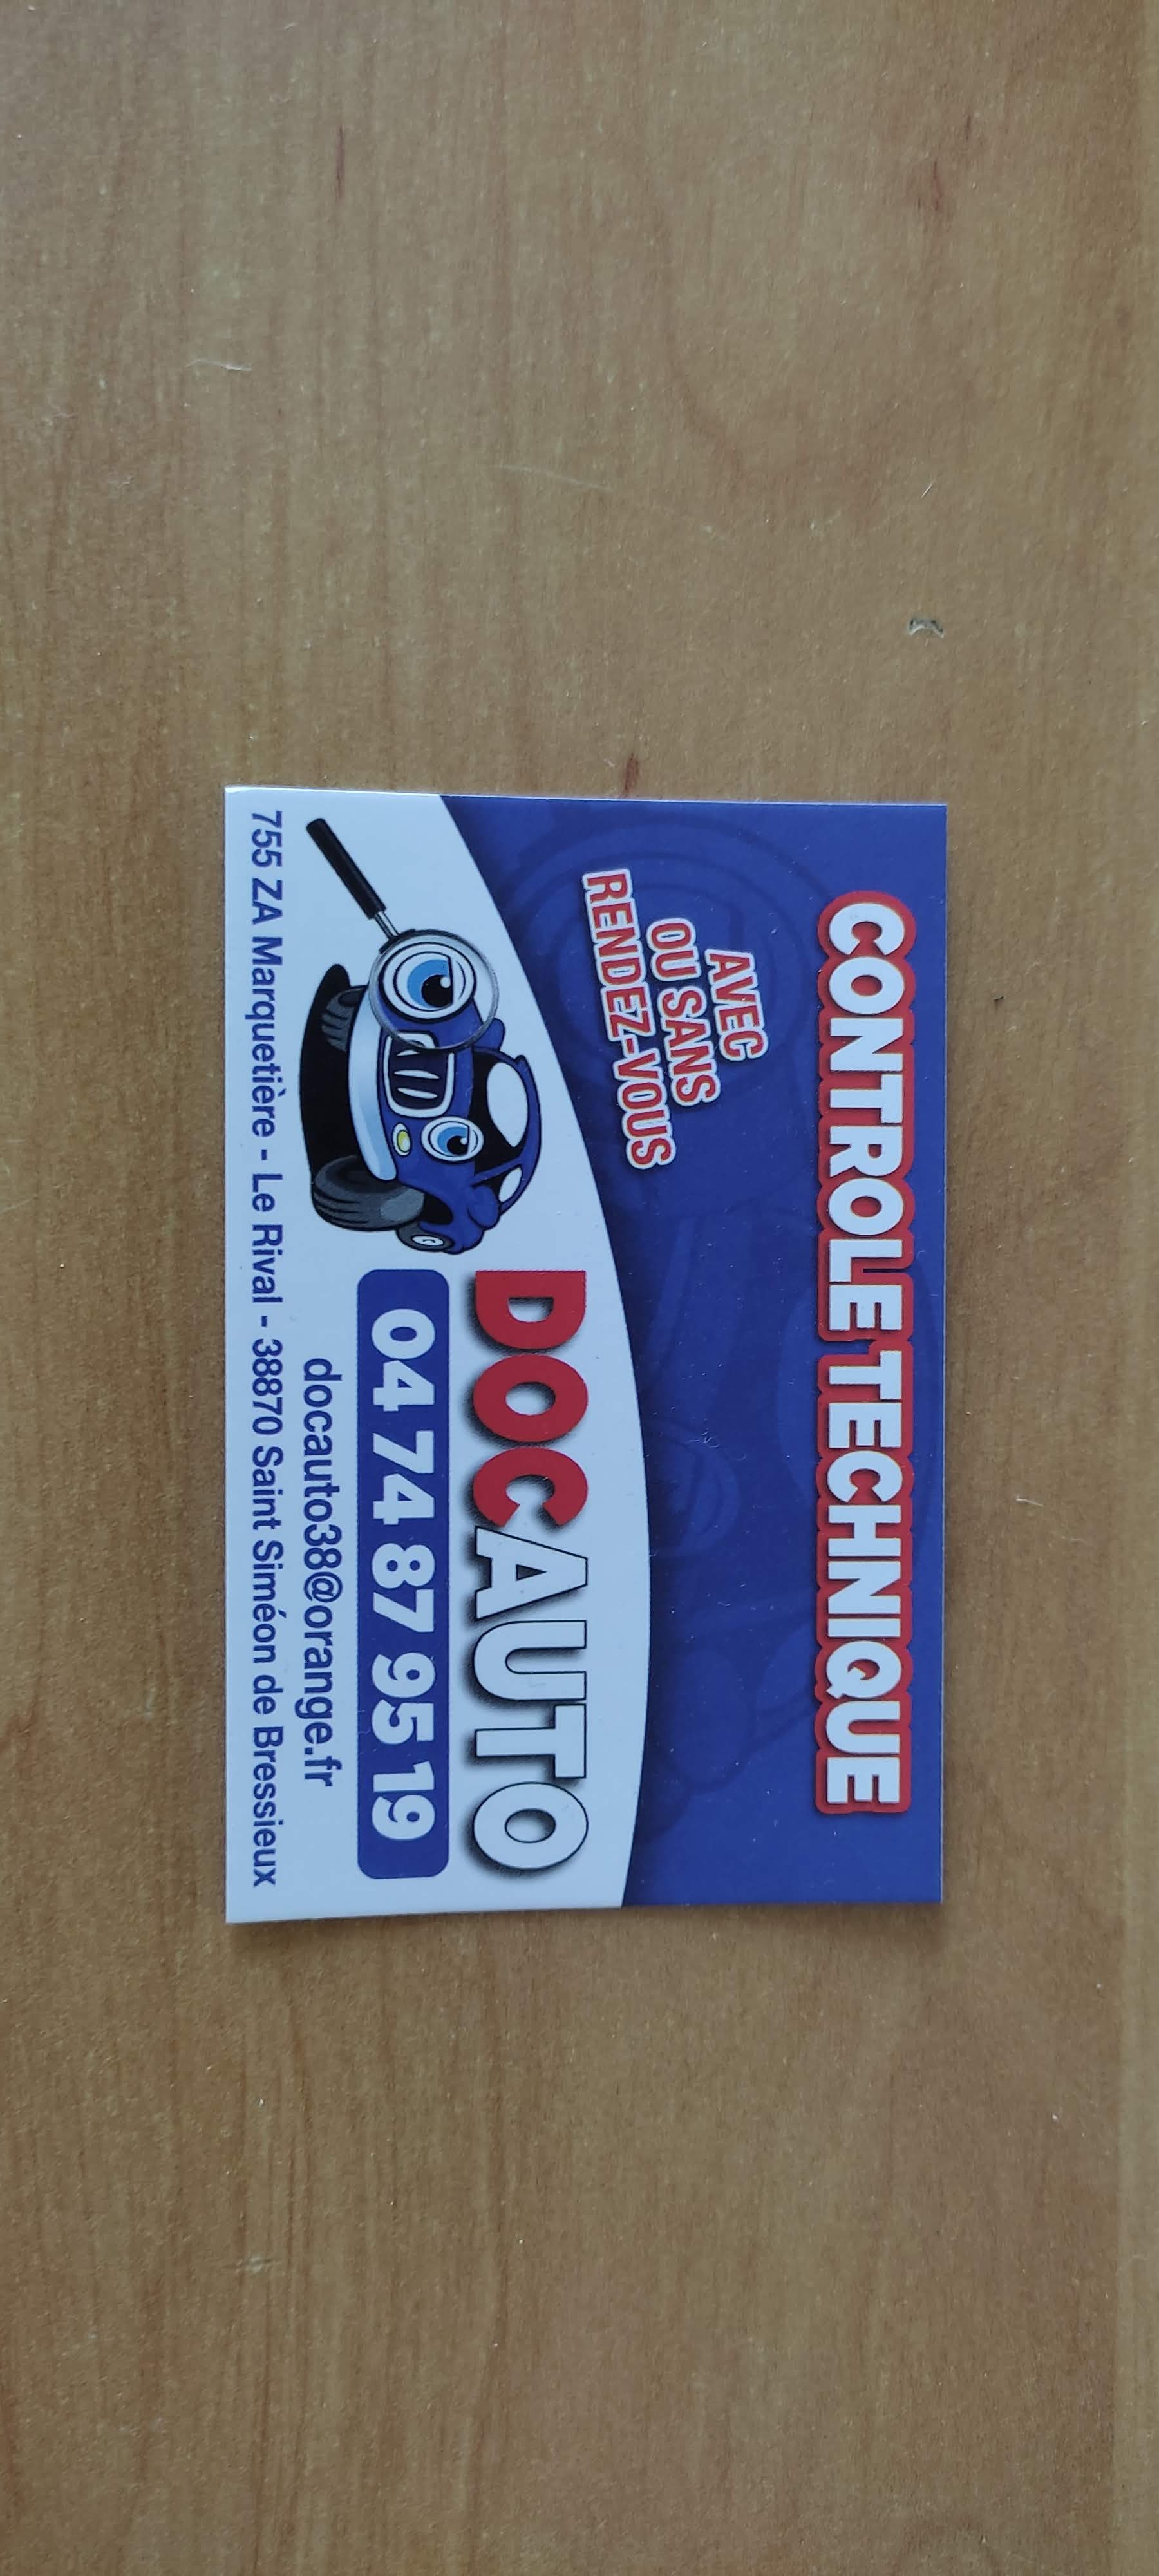 CONTROLE TECHNIQUE
AVEC
OU SANS
RENDEZ-VOUS
DOCAUTO
04 74 87 95 19
docauto38@orange.fr
755 ZA Marquetière - Le Rival - 38870 Saint Siméon de Bressieux